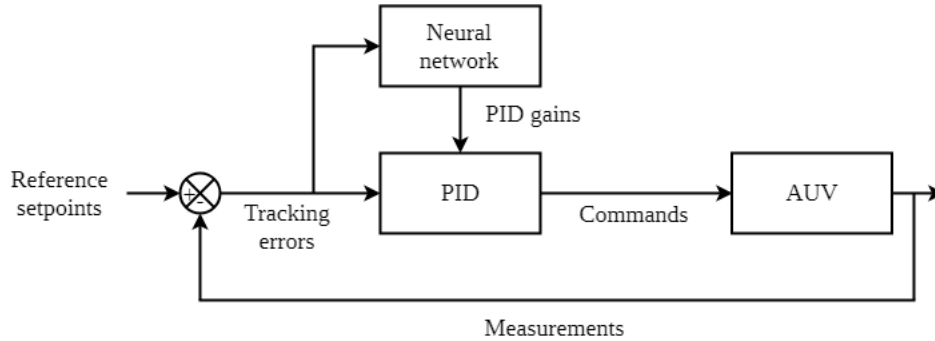 Neural
network
PID gains
Reference
setpoints
+
-
Tracking
errors
PID
Commands
AUV
Measurements